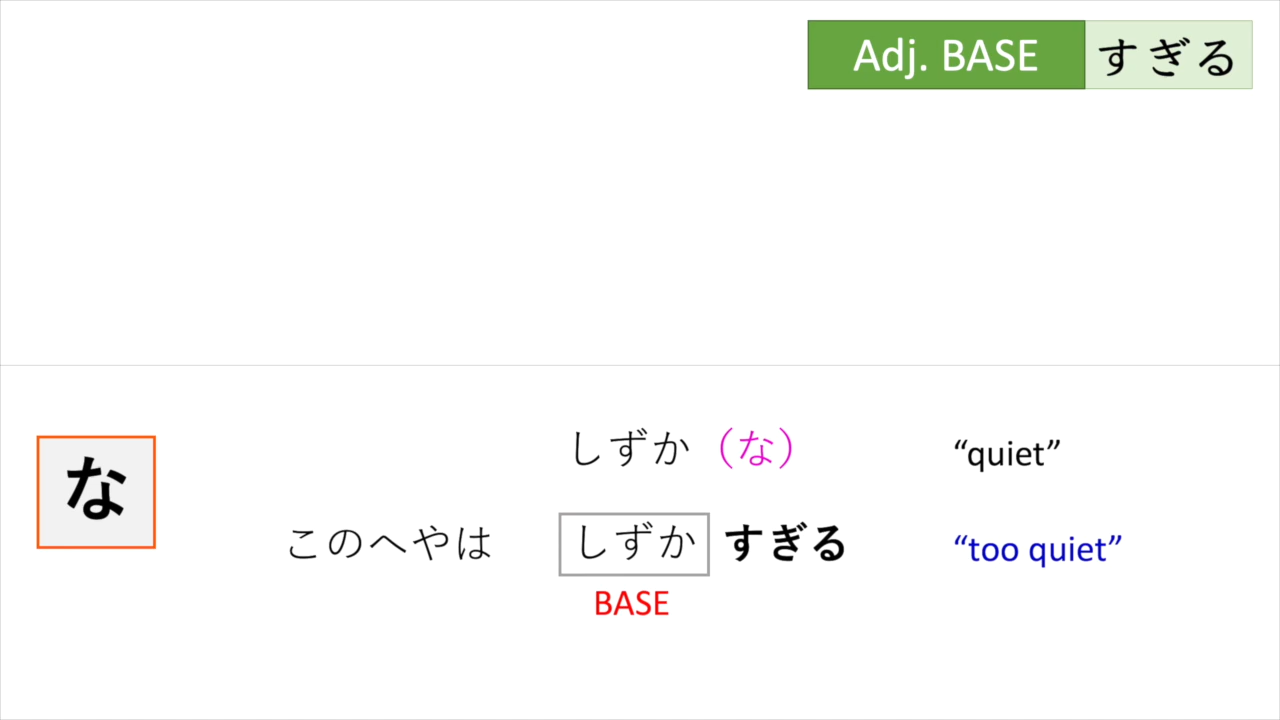 Adj. BASE すぎる
な
しずか（な） “quiet”
このへやは しずか すぎる “too quiet”
BASE